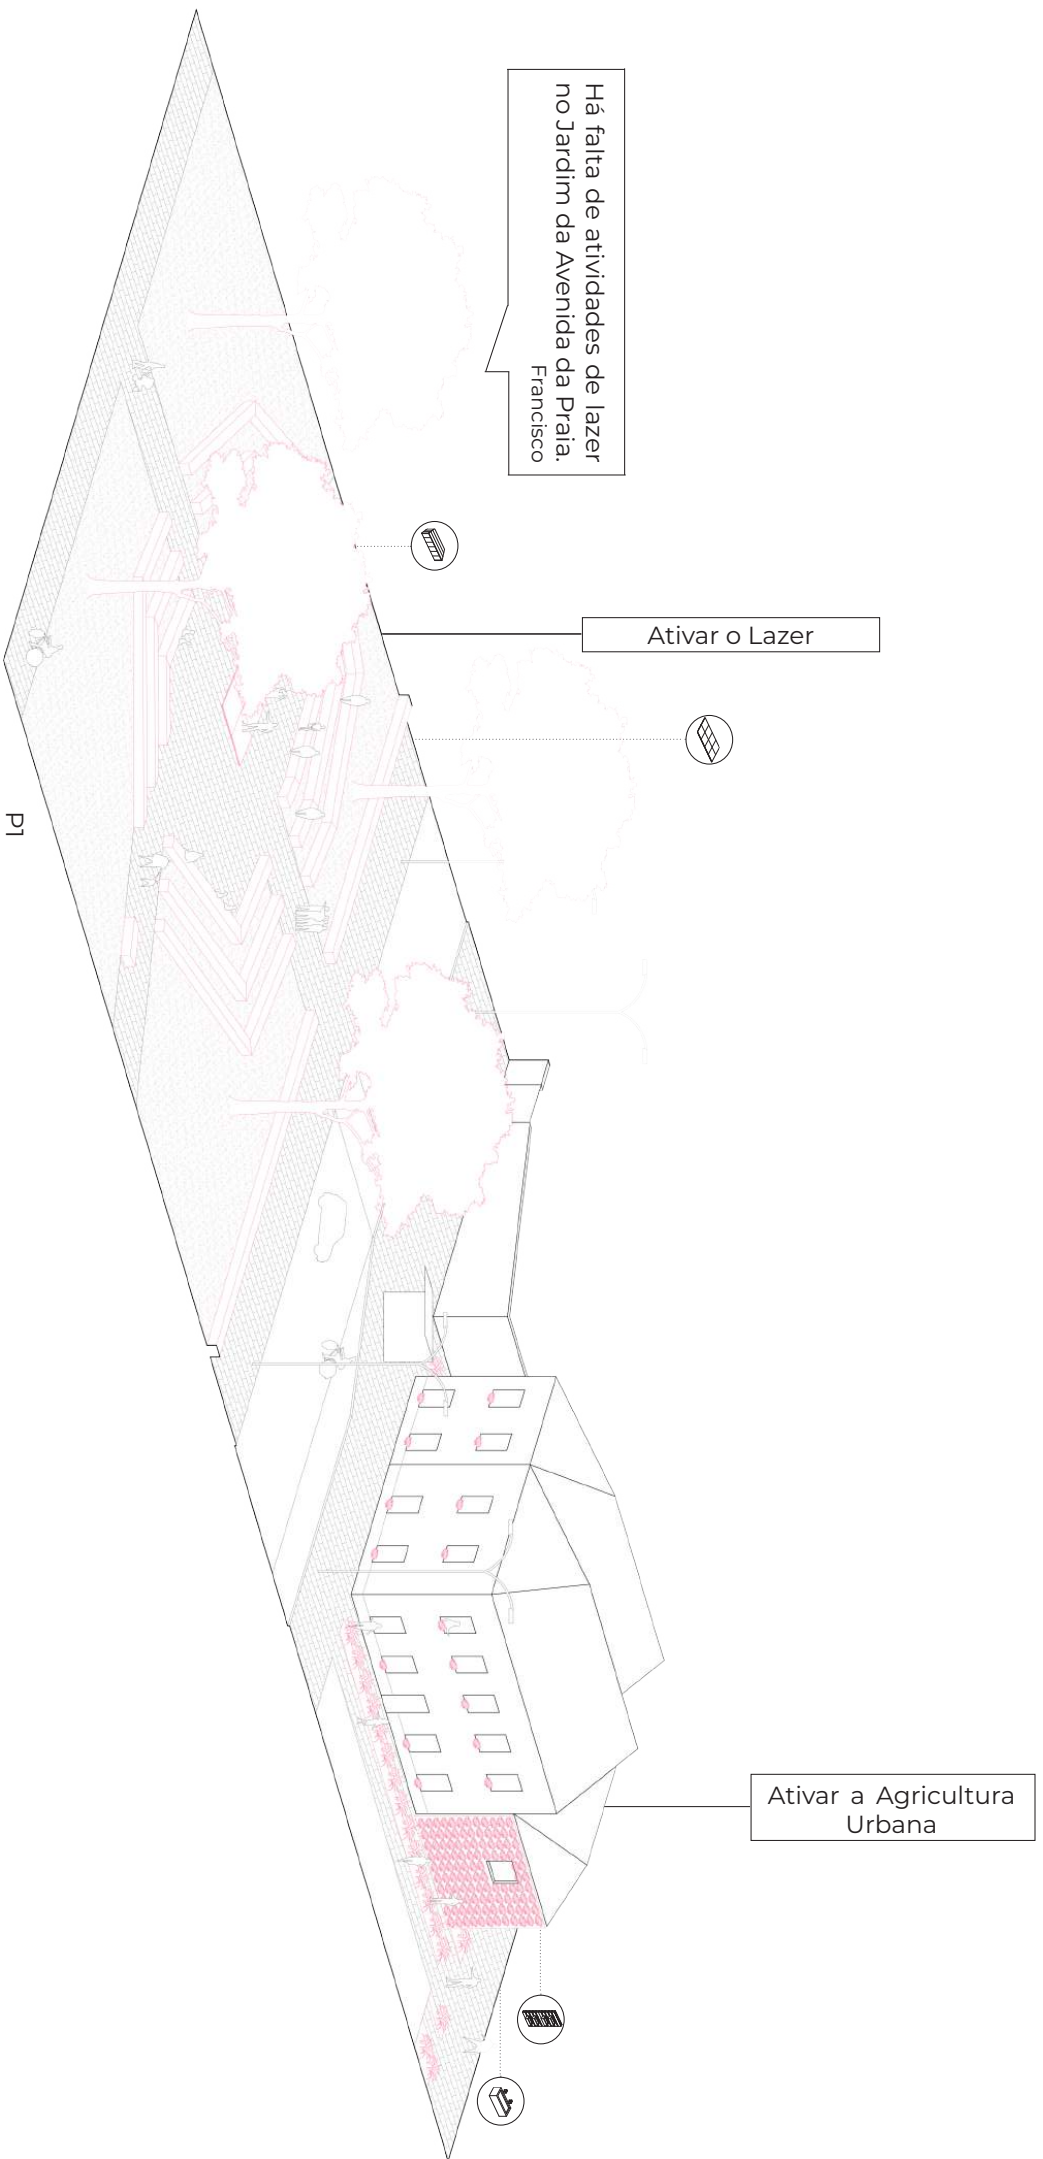 Há falta de atividades de lazer
no Jardim da Avenida da Praia.
Francisco
Ativar o Lazer
Ativar a Agricultura
Urbana
P1